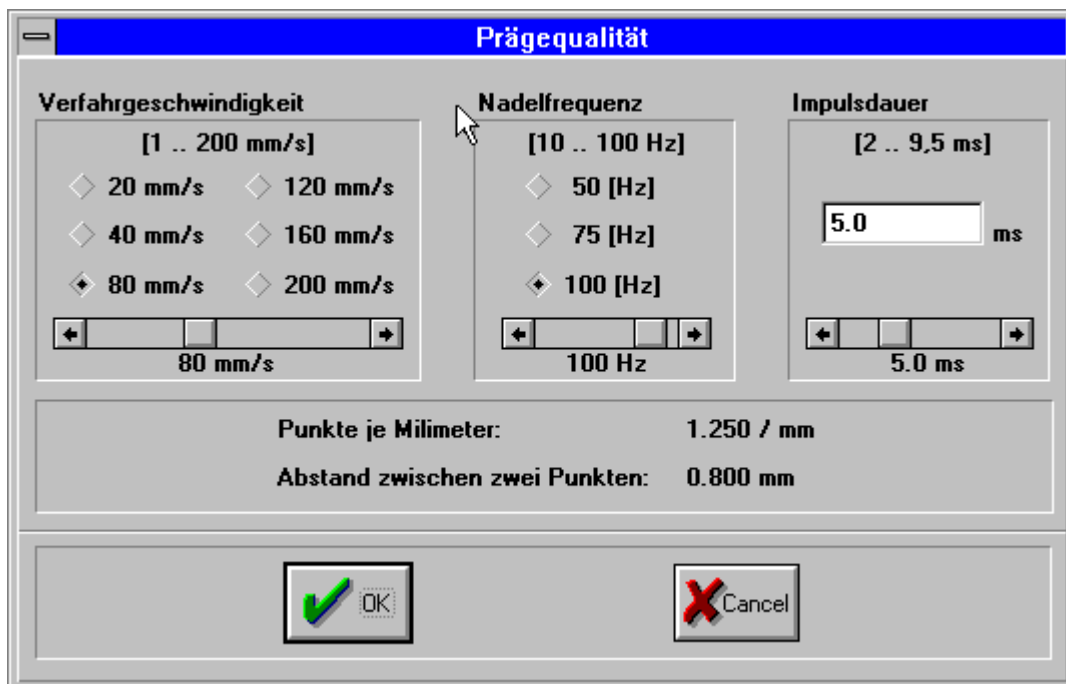 Prägequalität
Verfahrgeschwindigkeit
[1 .. 200 mm/s]
20 mm/s 120 mm/s
40 mm/s 160 mm/s
80 mm/s 200 mm/s
80 mm/s
Nadelfrequenz
[10 .. 100 Hz]
50 [Hz]
75 [Hz]
100 [Hz]
100 Hz
Impulsdauer
[2 .. 9,5 ms]
5.0 ms
5.0 ms
Punkte je Milimeter: 1.250 / mm
Abstand zwischen zwei Punkten: 0.800 mm
OK Cancel